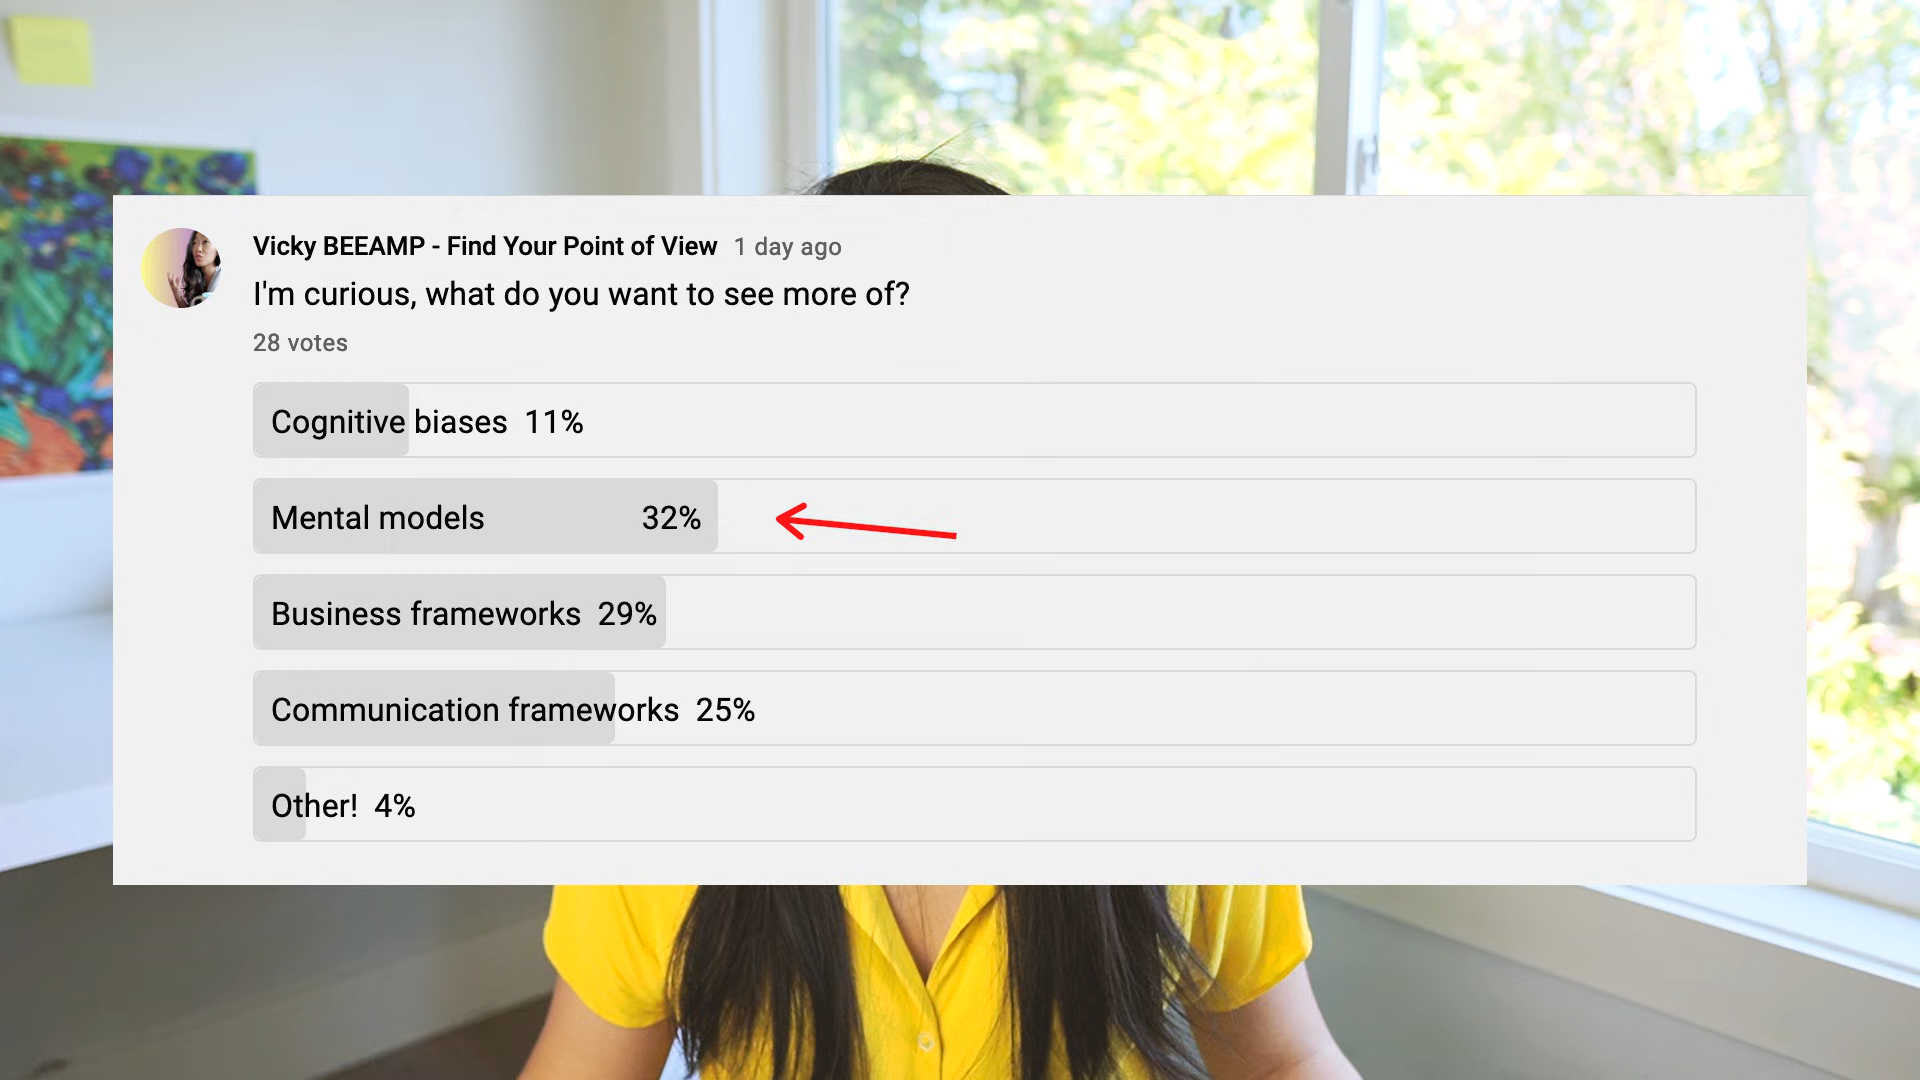 Vicky BEEAMP - Find Your Point of View 1 day ago
I'm curious, what do you want to see more of?
28 votes
Cognitive biases 11%
Mental models 32%
Business frameworks 29%
Communication frameworks 25%
Other! 4%